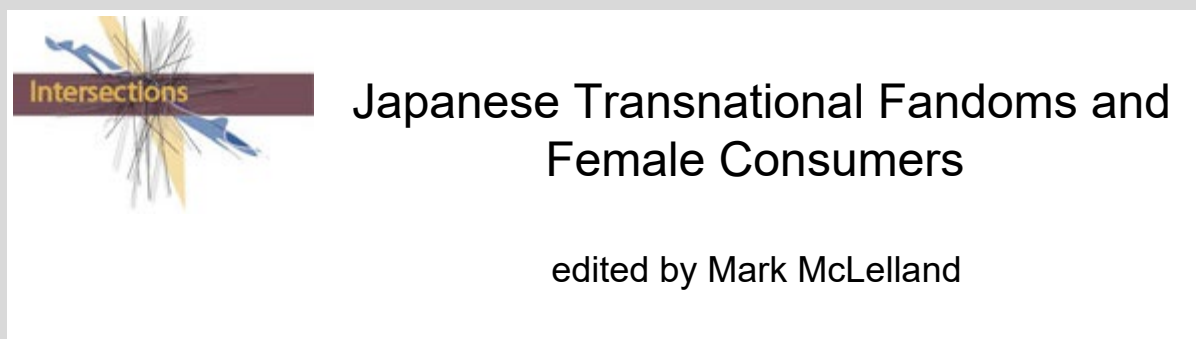 Intersections
Japanese Transnational Fandoms and
Female Consumers
edited by Mark McLelland